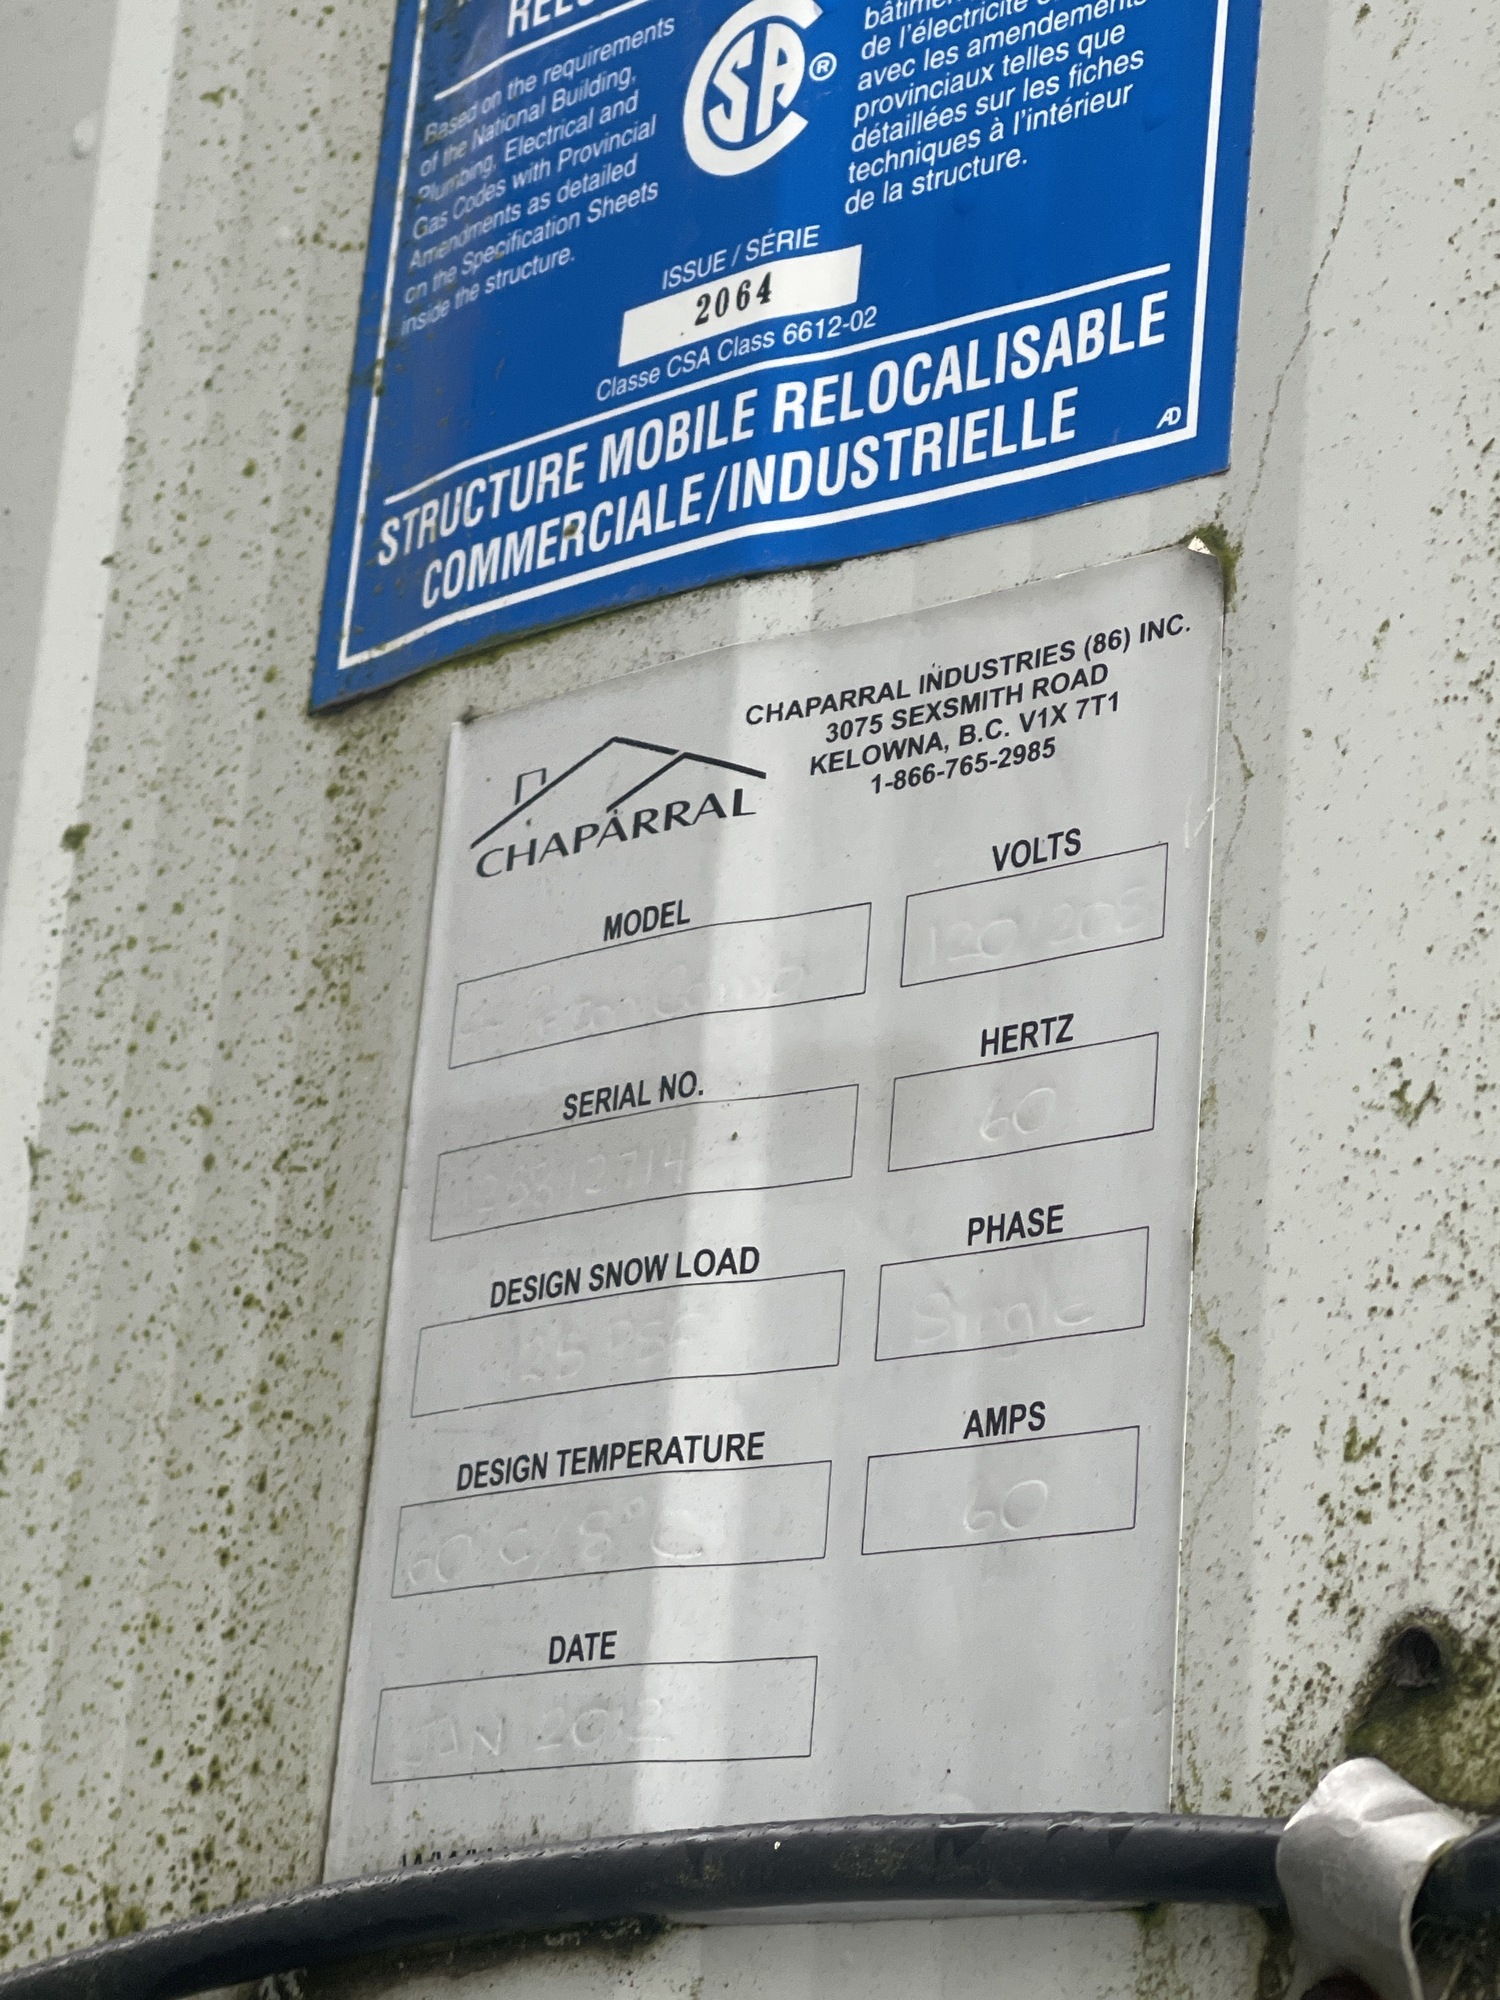 Based on the requirements
of the National Building,
Plumbing, Electrical and
Gas Codes with Provincial
Amendments as detailed
on the Specification Sheets
inside the structure.
CSA®
de l'électricité
avec les amendements
provinciaux telles que
détaillées sur les fiches
techniques à l'intérieur
de la structure.
ISSUE / SÉRIE
2064
Classe CSA Class 6612-02
STRUCTURE MOBILE RELOCALISABLE
COMMERCIALE/INDUSTRIELLE
CHAPARRAL
CHAPARRAL INDUSTRIES (86) INC.
3075 SEXSMITH ROAD
KELOWNA, B.C. V1X 7T1
1-866-765-2985
MODEL
VOLTS
120
SERIAL NO.
HERTZ
60
DESIGN SNOW LOAD
PHASE
Single
DESIGN TEMPERATURE
AMPS
60
DATE
JAN 2012